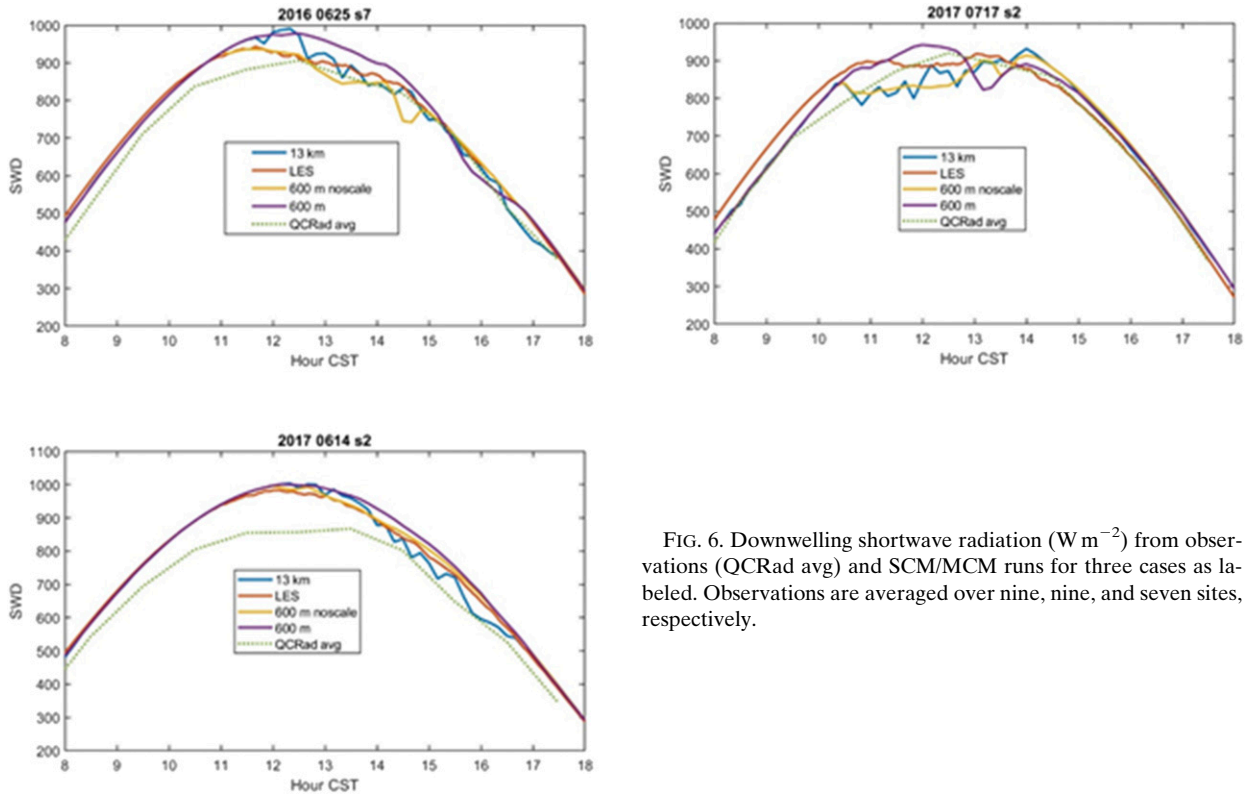 2016 0625 s7
1000
900
800
700
600
500
400
300
200
SWD
13 km
LES
600 m noscale
600 m
QCRad avg
8 9 10 11 12 13 14 15 16 17 18
Hour CST
2017 0717 s2
1000
900
800
700
600
500
400
300
200
SWD
13 km
LES
600 m noscale
600 m
QCRad avg
8 9 10 11 12 13 14 15 16 17 18
Hour CST
2017 0614 s2
1100
1000
900
800
700
600
500
400
300
200
SWD
13 km
LES
600 m noscale
600 m
QCRad avg
8 9 10 11 12 13 14 15 16 17 18
Hour CST
FIG. 6. Downwelling shortwave radiation (W m−2) from obser-
vations (QCRad avg) and SCM/MCM runs for three cases as la-
beled. Observations are averaged over nine, nine, and seven sites,
respectively.